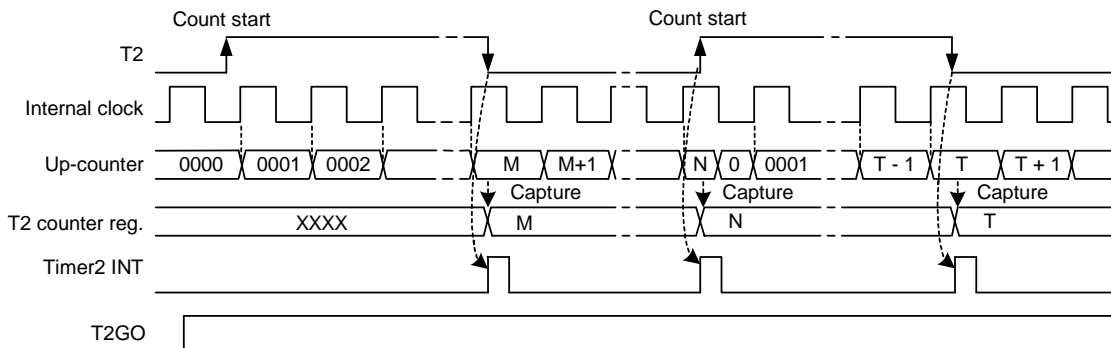 Count start Count start
T2
Internal clock
Up-counter 0000 0001 0002 M M+1 N 0 0001 T - 1 T T + 1
Capture Capture Capture
T2 counter reg. XXXX M N T
Timer2 INT
T2GO